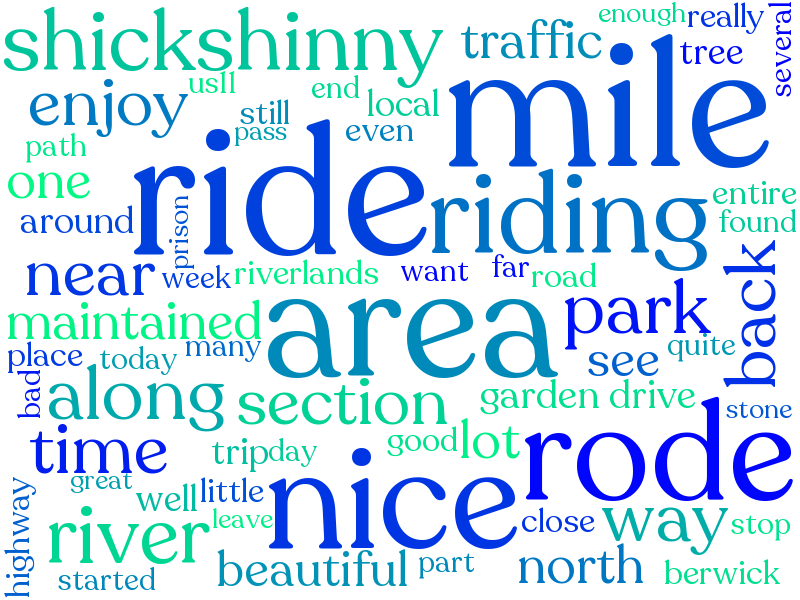 enough
really
several
shickshinny
traffic
tree
mile
usll
end
enjoy
still
local
pass
even
path
ride
one
riding
entire
around
prison
found
near
week
riverlands
want
far
road
back
maintained
area
park
place
today
many
see
quite
bad
along
section
garden drive
stone
time
trip
day
good
lot
rode
great
well
little
nice
highway
river
leave
close
way
stop
started
beautiful
part
north
berwick